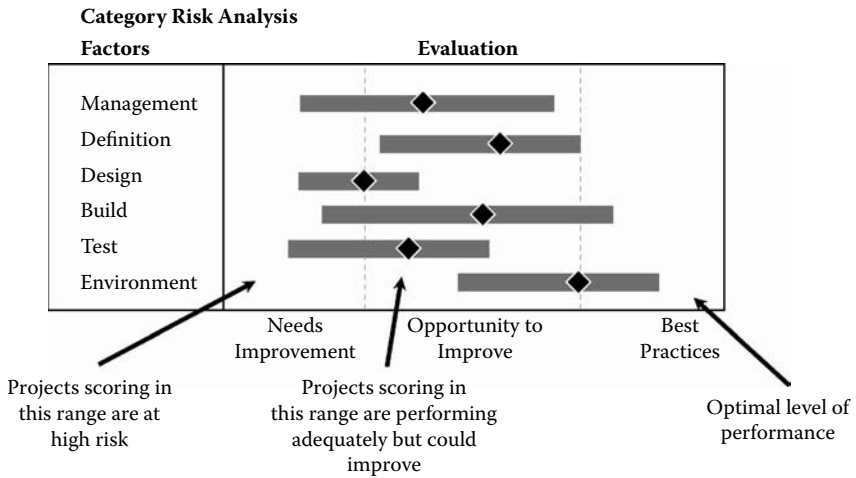 Category Risk Analysis
Factors
Evaluation
Management
Definition
Design
Build
Test
Environment
Needs
Improvement
Opportunity to
Improve
Best
Practices
Projects scoring in
this range are at
high risk
Projects scoring in
this range are performing
adequately but could
improve
Optimal level of
performance